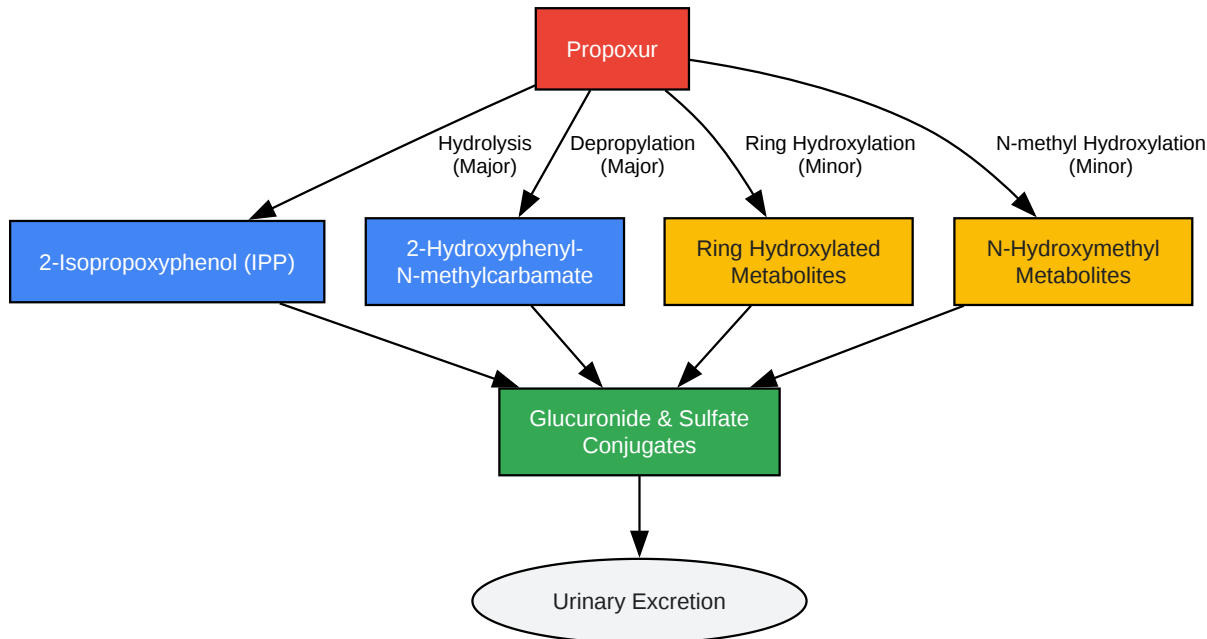 Propoxur
Hydrolysis
(Major)
Depropylation
(Major)
Ring Hydroxylation
(Minor)
N-methyl Hydroxylation
(Minor)
2-Isopropoxyphenol (IPP)
2-Hydroxyphenyl-
N-methylcarbamate
Ring Hydroxylated
Metabolites
N-Hydroxymethyl
Metabolites
Glucuronide & Sulfate
Conjugates
Urinary Excretion